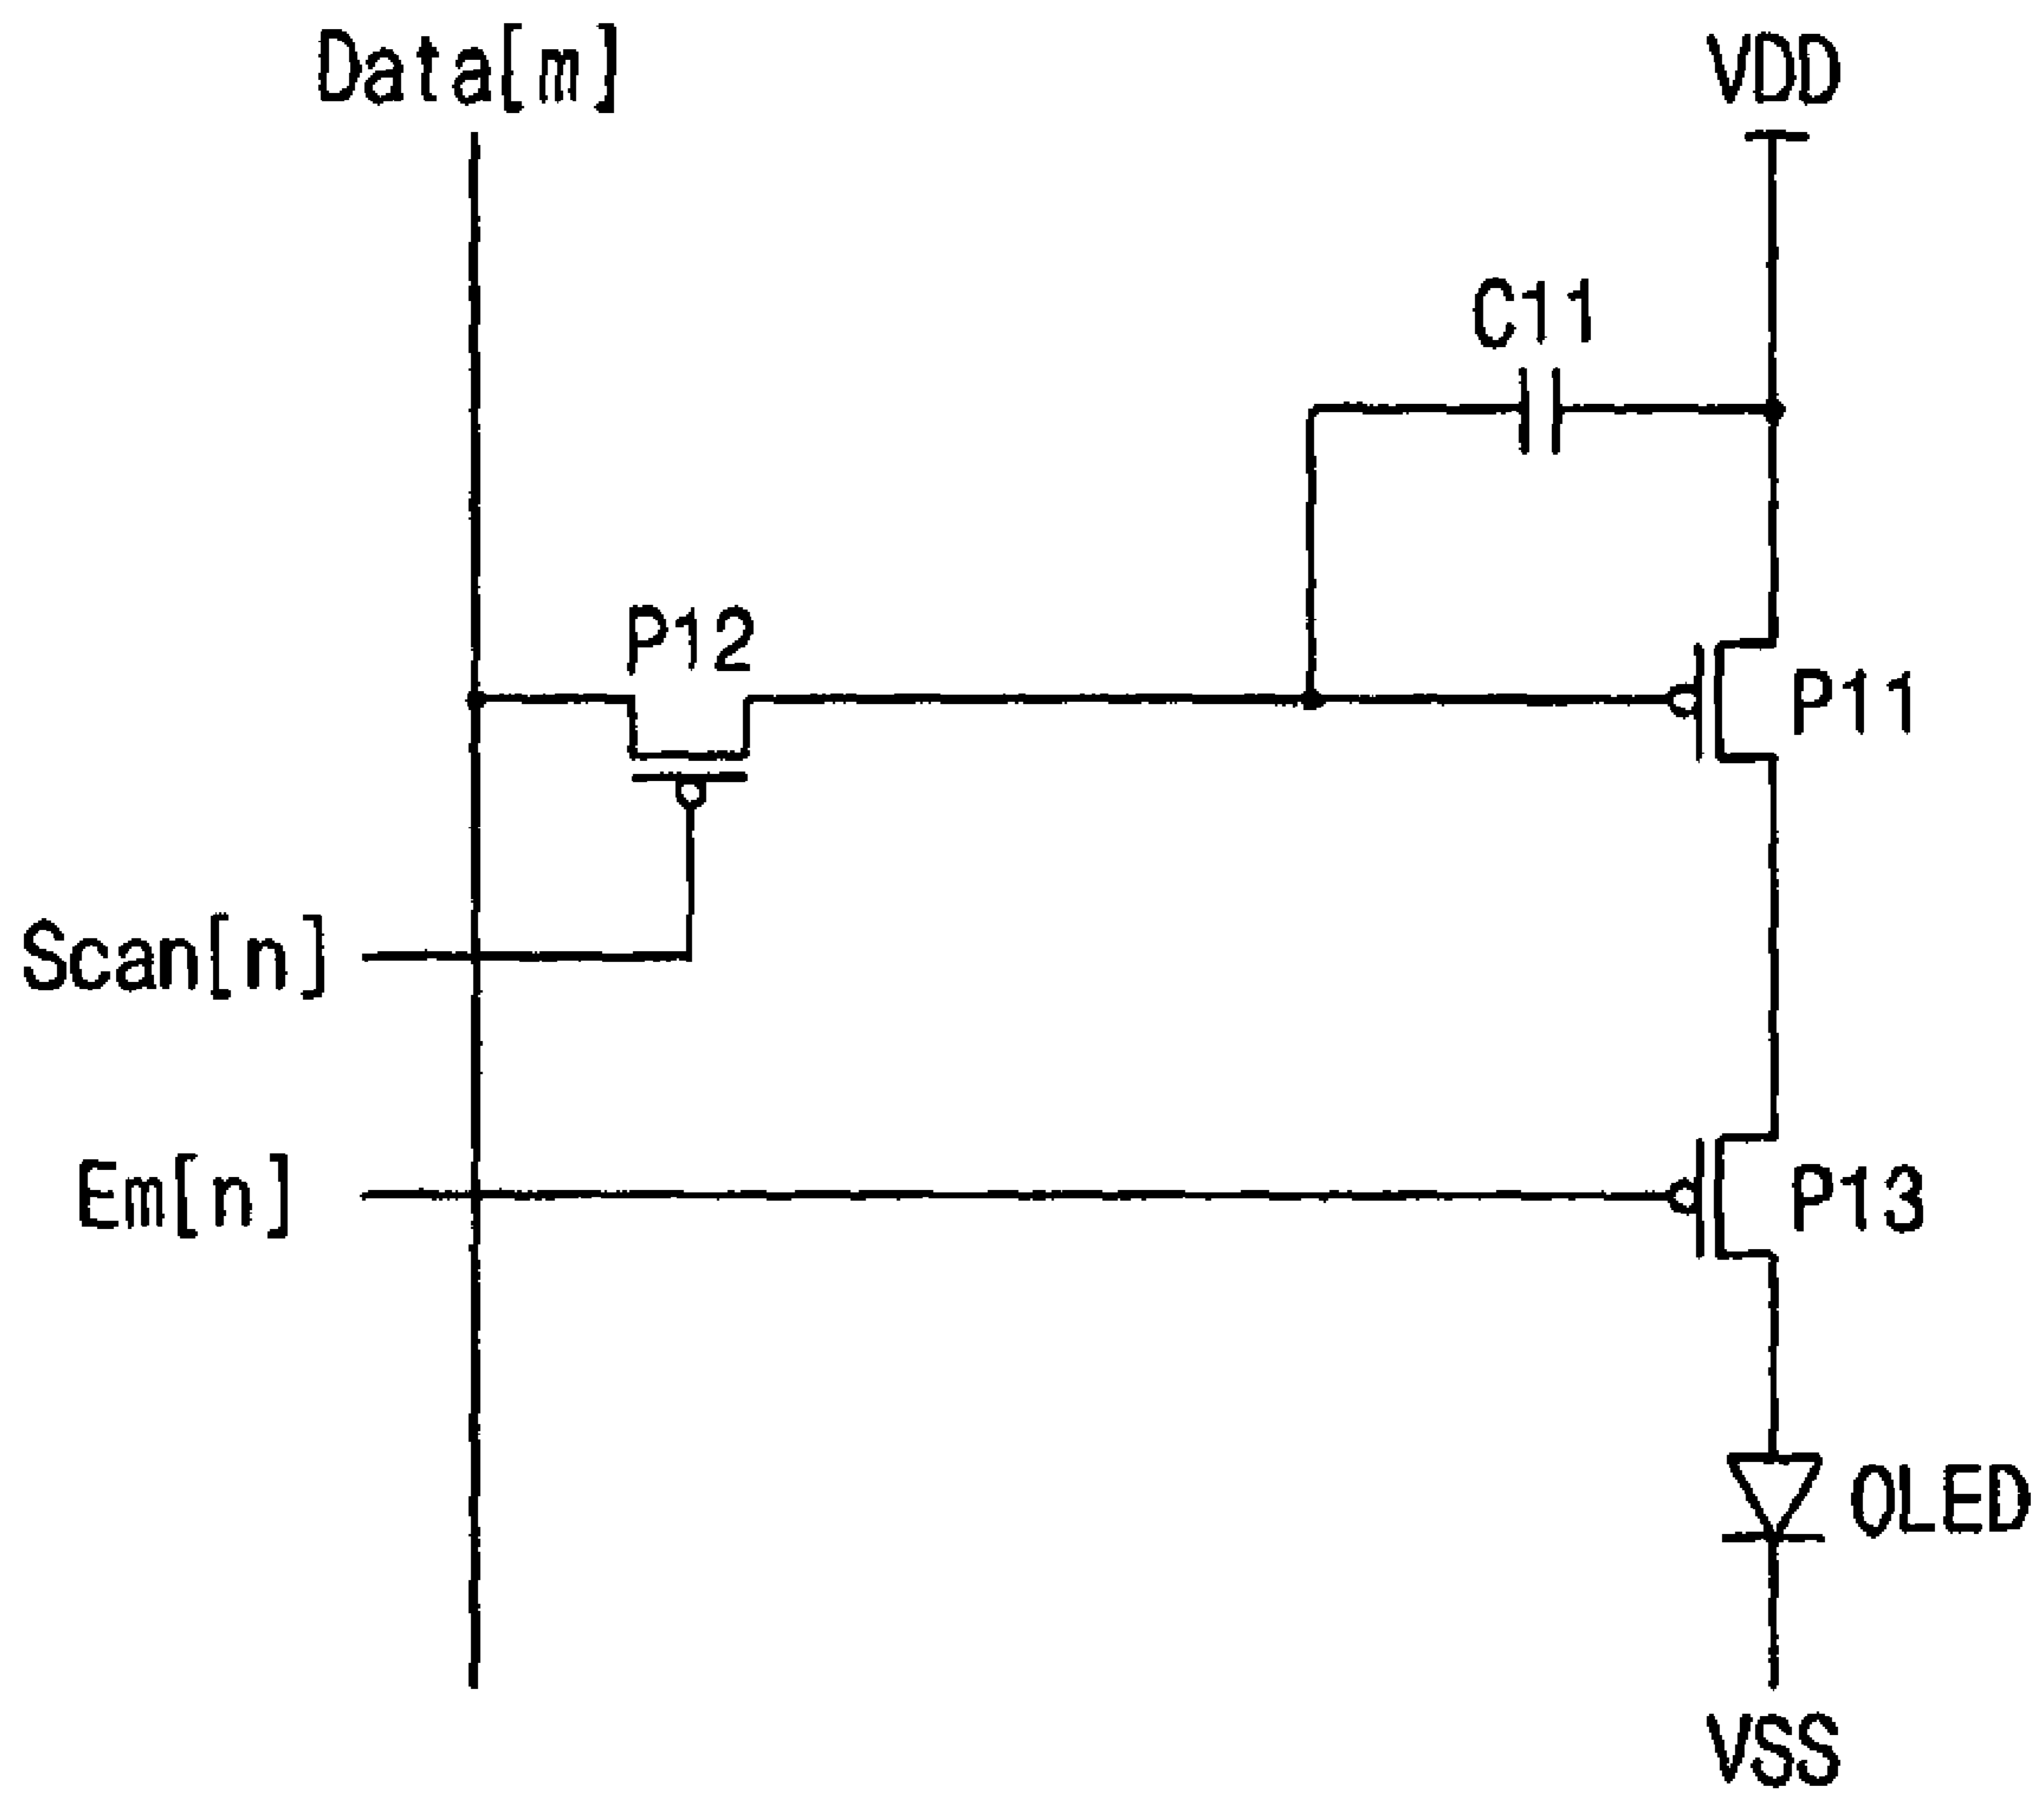 Data[m]
VDD
C11
P12
P11
Scan[n]
Em[n]
P13
OLED
VSS